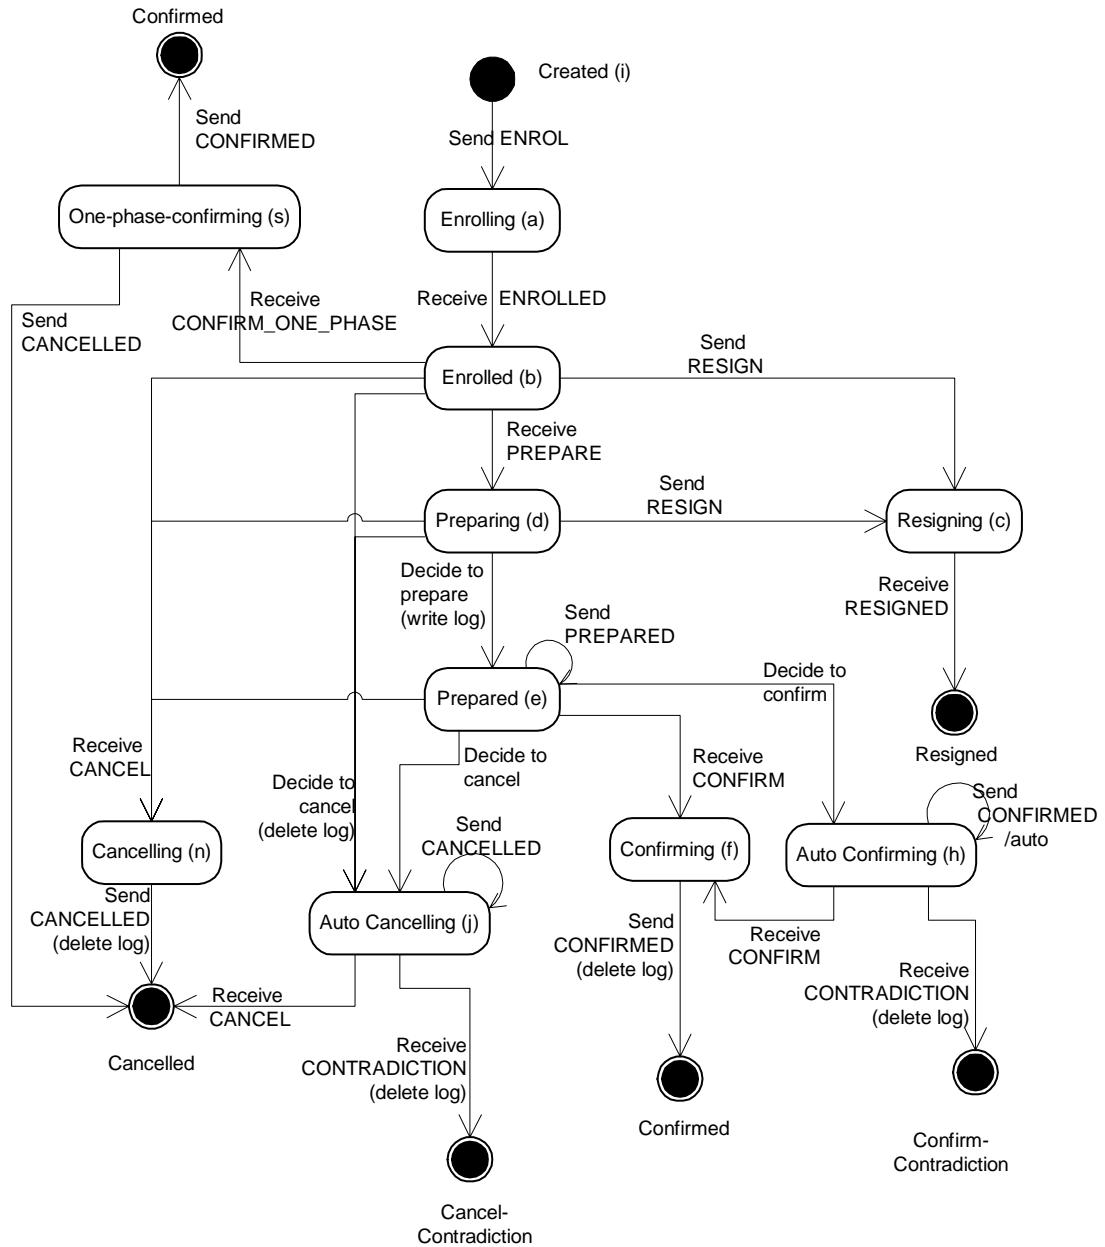 Confirmed
Created (i)
Send
CONFIRMED
Send ENROL
One-phase-confirming (s)
Enrolling (a)
Receive
CONFIRM_ONE_PHASE
Receive ENROLLED
Send
CANCELLED
Send
RESIGN
Enrolled (b)
Receive
PREPARE
Send
RESIGN
Preparing (d)
Resigning (c)
Decide to
prepare
(write log)
Receive
RESIGNED
Send
PREPARED
Decide to
confirm
Prepared (e)
Resigned
Receive
CANCEL
Decide to
cancel
Receive
CONFIRM
Decide to
cancel
(delete log)
Send
CONFIRMED
/auto
Send
CANCELLED
Cancelling (n)
Confirming (f)
Auto Confirming (h)
Send
CANCELLED
(delete log)
Auto Cancelling (j)
Send
CONFIRMED
(delete log)
Receive
CONFIRM
Receive
CONTRADICTION
(delete log)
Receive
CANCEL
Cancelled
Receive
CONTRADICTION
(delete log)
Confirmed
Confirm-
Contradiction
Cancel-
Contradiction